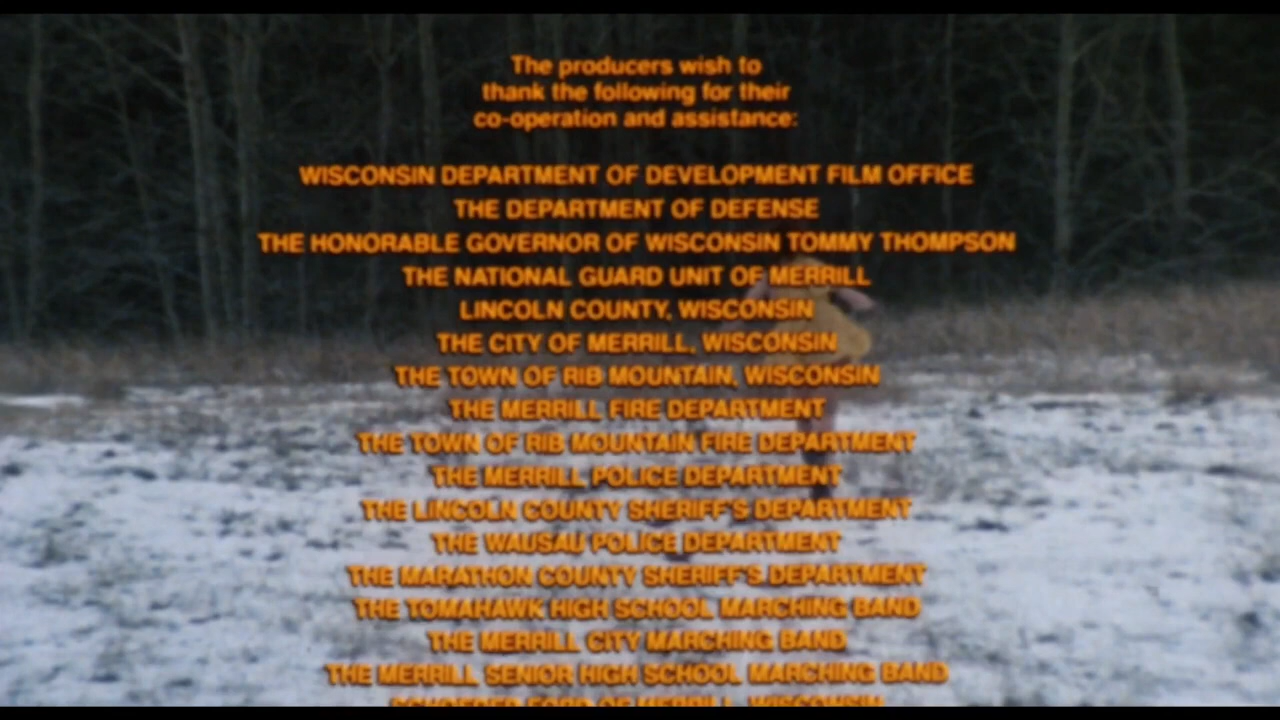 The producers wish to
thank the following for their
co-operation and assistance:
WISCONSIN DEPARTMENT OF DEVELOPMENT FILM OFFICE
THE DEPARTMENT OF DEFENSE
THE HONORABLE GOVERNOR OF WISCONSIN TOMMY THOMPSON
THE NATIONAL GUARD UNIT OF MERRILL
LINCOLN COUNTY, WISCONSIN
THE CITY OF MERRILL, WISCONSIN
THE TOWN OF RIB MOUNTAIN, WISCONSIN
THE MERRILL FIRE DEPARTMENT
THE TOWN OF RIB MOUNTAIN FIRE DEPARTMENT
THE MERRILL POLICE DEPARTMENT
THE LINCOLN COUNTY SHERIFF'S DEPARTMENT
THE WAUSAU POLICE DEPARTMENT
THE MARATHON COUNTY SHERIFF'S DEPARTMENT
THE TOMAHAWK HIGH SCHOOL MARCHING BAND
THE MERRILL CITY MARCHING BAND
THE MERRILL SENIOR HIGH SCHOOL MARCHING BAND
FORD OF MERRILL, WISCONSIN